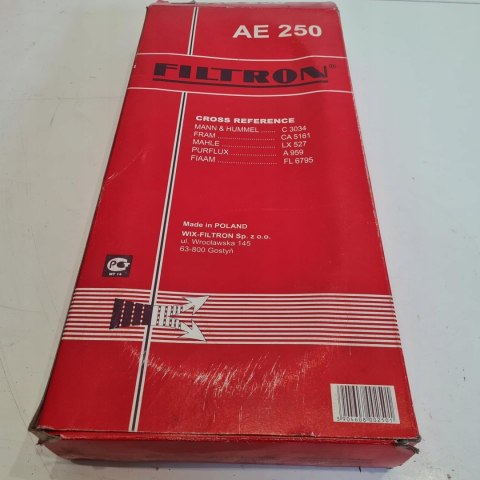 AE 250
FILTRON®
CROSS REFERENCE
MANN & HUMMEL ...... C 3034
FRAM .................. CA 5161
MAHLE ................. LX 527
PURFLUX .............. A 959
FIAAM ................. FL 6795
Made in POLAND
WIX-FILTRON Sp. z o.o.
ul. Wrocławska 145
63-800 Gostyń